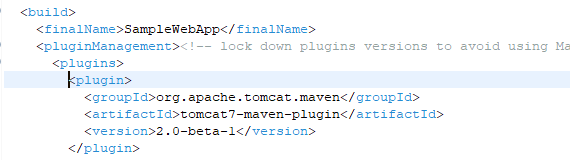 <build>
<finalName>SampleWebApp</finalName>
<pluginManagement><!-- lock down plugins versions to avoid using Ma
<plugins>
<plugin>
<groupId>org.apache.tomcat.maven</groupId>
<artifactId>tomcat7-maven-plugin</artifactId>
<version>2.0-beta-1</version>
</plugin>